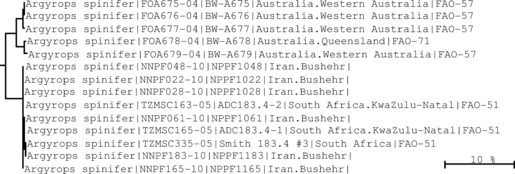 Argyrops spinifer|FOA675-04|BW-A675|Australia.Western Australia|FAO-57
Argyrops spinifer|FOA676-04|BW-A676|Australia.Western Australia|FAO-57
Argyrops spinifer|FOA677-04|BW-A677|Australia.Western Australia|FAO-57
Argyrops spinifer|FOA678-04|BW-A678|Australia.Queensland|FAO-71
Argyrops spinifer|FOA679-04|BW-A679|Australia.Western Australia|FAO-57
Argyrops spinifer|NNPF048-10|NPPF1048|Iran.Bushehr|
Argyrops spinifer|NNPF022-10|NPPF1022|Iran.Bushehr|
Argyrops spinifer|NNPF028-10|NPPF1028|Iran.Bushehr|
Argyrops spinifer|TZMSC163-05|ADC183.4-2|South Africa.KwaZulu-Natal|FAO-51
Argyrops spinifer|NNPF061-10|NPPF1061|Iran.Bushehr|
Argyrops spinifer|TZMSC165-05|ADC183.4-1|South Africa.KwaZulu-Natal|FAO-51
Argyrops spinifer|TZMSC335-05|Smith 183.4 #3|South Africa|FAO-51
Argyrops spinifer|NNPF183-10|NPPF1183|Iran.Bushehr|
Argyrops spinifer|NNPF165-10|NPPF1165|Iran.Bushehr|
10 %